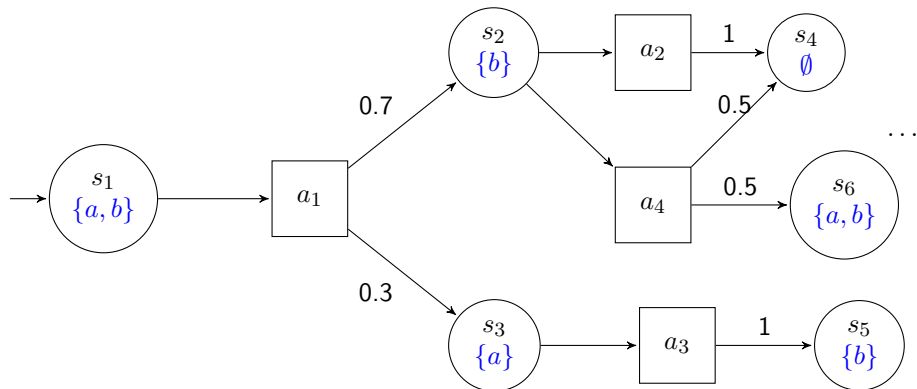 s₂
{b}
a₂
1
s₄
∅
0.7
0.5
...
s₁
{a, b}
a₁
a₄
0.5
s₆
{a, b}
0.3
s₃
{a}
a₃
1
s₅
{b}